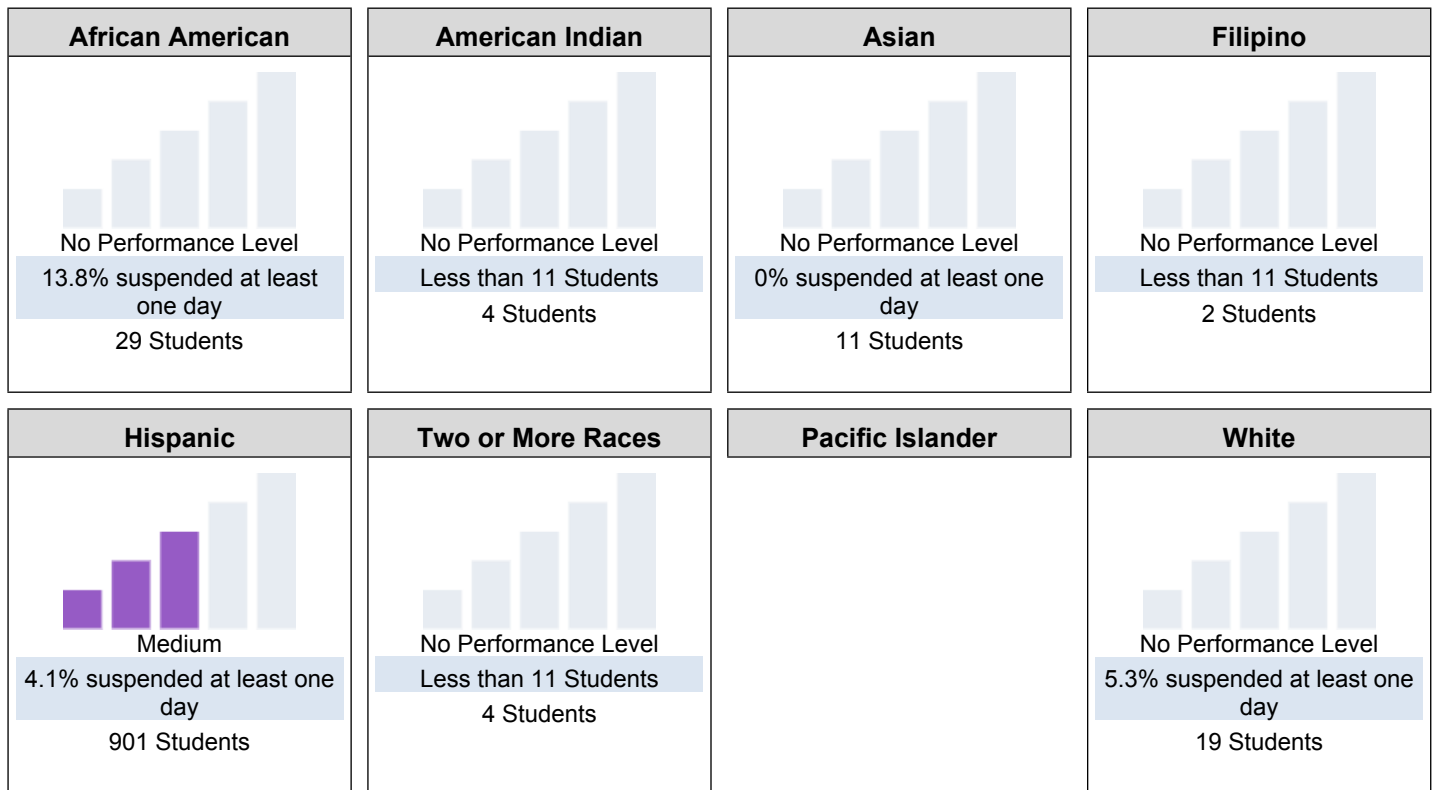 African American
No Performance Level
13.8% suspended at least
one day
29 Students
American Indian
No Performance Level
Less than 11 Students
4 Students
Asian
No Performance Level
0% suspended at least one
day
11 Students
Filipino
No Performance Level
Less than 11 Students
2 Students
Hispanic
Medium
4.1% suspended at least one
day
901 Students
Two or More Races
No Performance Level
Less than 11 Students
4 Students
Pacific Islander
White
No Performance Level
5.3% suspended at least one
day
19 Students